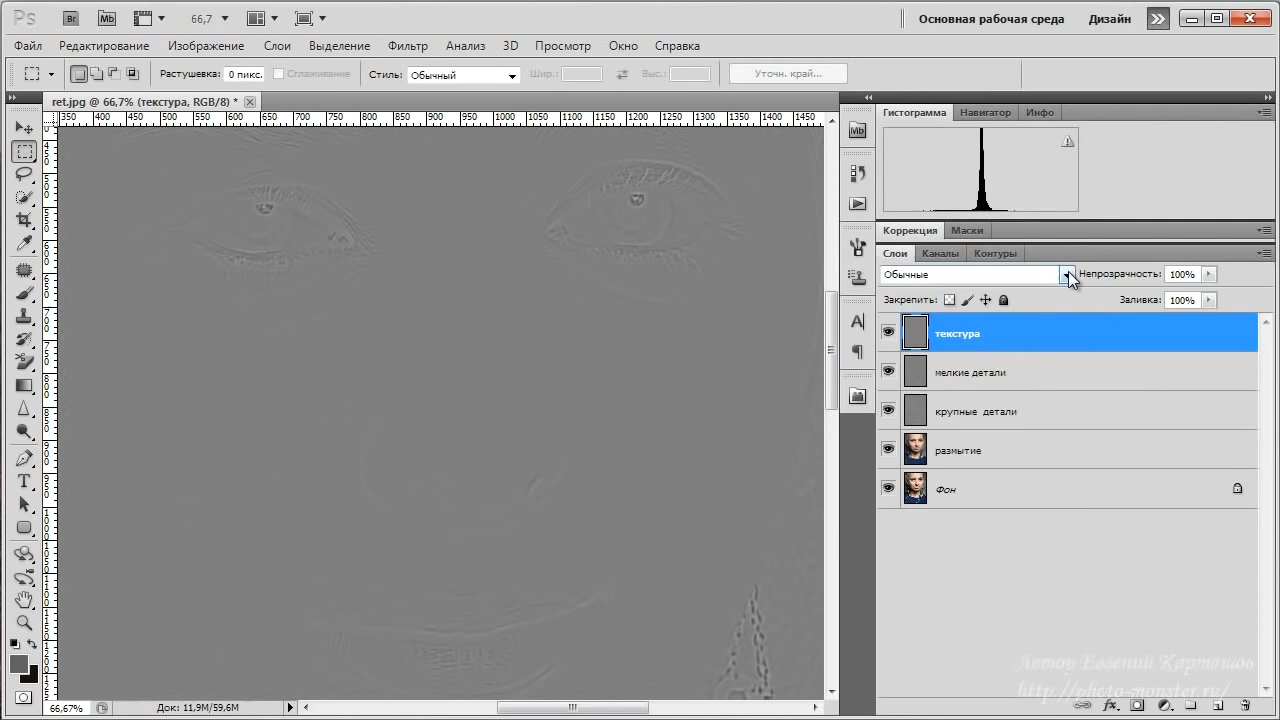 Ps Br Mb 66,7 Основная рабочая среда Дизайн
Файл Редактирование Изображение Слои Выделение Фильтр Анализ 3D Просмотр Окно Справка
Растушевка: 0 пикс. Сглаживание Стиль: Обычный Шир.: Выс.: Уточн. край...
ret.jpg @ 66,7% (текстура, RGB/8) *
350 400 450 500 550 600 650 700 750 800 850 900 950 1000 1050 1100 1150 1200 1250 1300 1350 1400 1450
Гистограмма Навигатор Инфо
Mb
Коррекция Маски
Слои Каналы Контуры
Обычные Непрозрачность: 100%
Закрепить: Заливка: 100%
текстура
мелкие детали
крупные детали
размытие
Фон
Автор Евгений Карташов
http://photo-monster.ru/
66,67% Док: 11,9M/59,6M